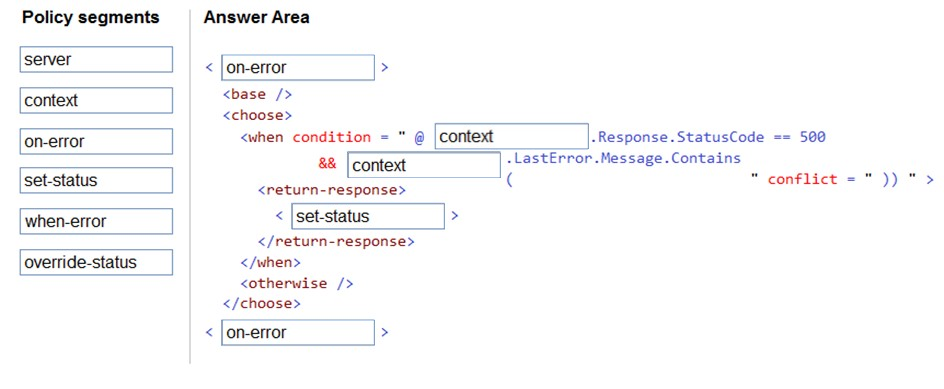 Policy segments
server
context
on-error
set-status
when-error
override-status
Answer Area
< on-error >
<base />
<choose>
<when condition = " @ context .Response.StatusCode == 500
&& context .LastError.Message.Contains
( " conflict = " )) " >
<return-response>
< set-status >
</return-response>
</when>
<otherwise />
</choose>
< on-error >